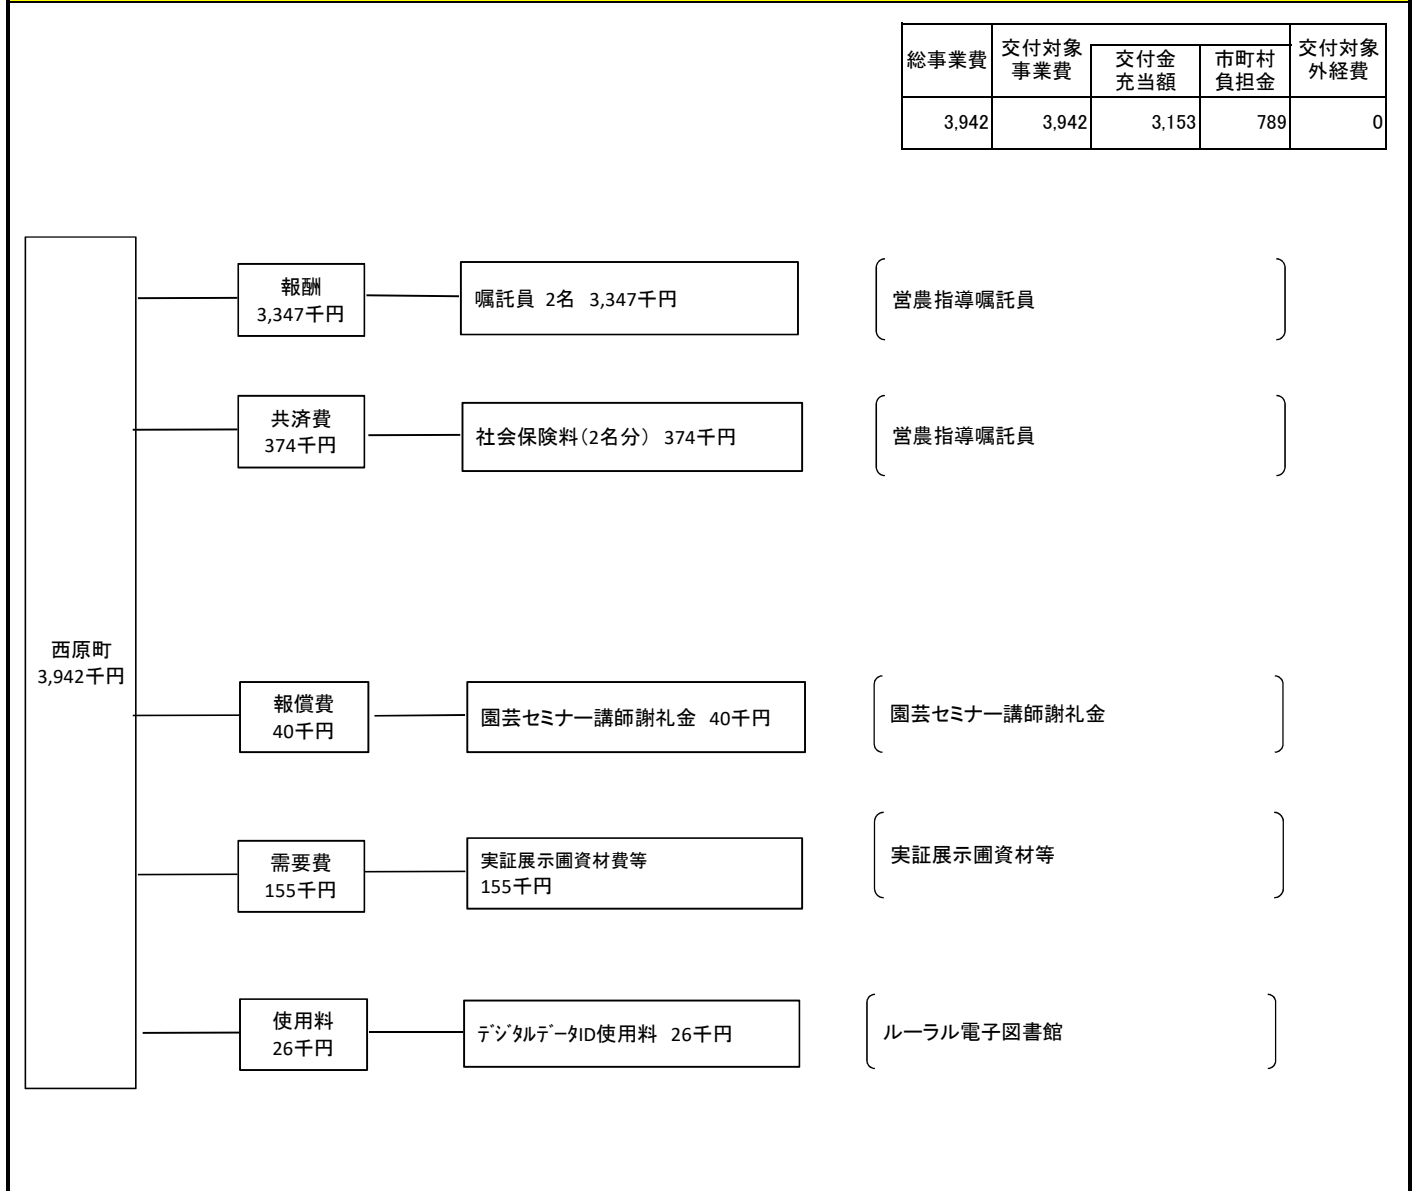 総事業費
交付対象
事業費
交付金
充当額
市町村
負担金
交付対象
外経費
3,942 3,942 3,153 789 0
西原町
3,942千円
報酬
3,347千円
嘱託員 2名 3,347千円
営農指導嘱託員
共済費
374千円
社会保険料(2名分) 374千円
営農指導嘱託員
報償費
40千円
園芸セミナー講師謝礼金 40千円
園芸セミナー講師謝礼金
需要費
155千円
実証展示圃資材費等
155千円
実証展示圃資材等
使用料
26千円
ﾃﾞｼﾞﾀﾙﾃﾞｰﾀID使用料 26千円
ルーラル電子図書館